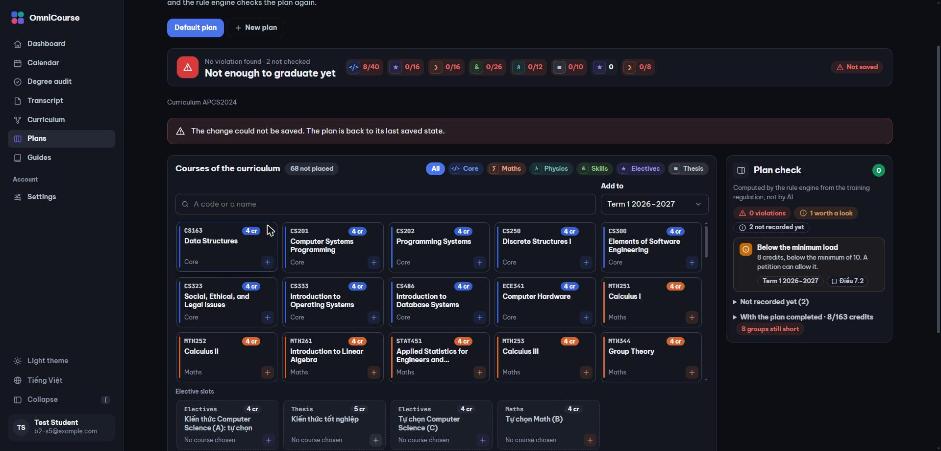 and the rule engine checks the plan again.
OmniCourse
Dashboard
Calendar
Degree audit
Transcript
Curriculum
Plans
Guides
Account
Settings
Light theme
Tiếng Việt
Collapse
[
TS
Test Student
b2-x5@example.com
Default plan
+ New plan
No violation found · 2 not checked
Not enough to graduate yet
8/40
0/16
0/16
0/26
0/12
0/10
0
0/8
Not saved
Curriculum APCS2024
The change could not be saved. The plan is back to its last saved state.
Courses of the curriculum
68 not placed
All
Core
Maths
Physics
Skills
Electives
Thesis
Add to
A code or a name
Term 1 2026–2027
CS163
4 cr
Data Structures
Core
CS201
4 cr
Computer Systems
Programming
Core
CS202
4 cr
Programming Systems
Core
CS250
4 cr
Discrete Structures I
Core
CS300
4 cr
Elements of Software
Engineering
Core
CS323
4 cr
Social, Ethical, and
Legal Issues
Core
CS333
4 cr
Introduction to
Operating Systems
Core
CS486
4 cr
Introduction to
Database Systems
Core
ECE341
4 cr
Computer Hardware
Core
MTH251
4 cr
Calculus I
Maths
MTH252
4 cr
Calculus II
Maths
MTH261
4 cr
Introduction to Linear
Algebra
Maths
STAT451
4 cr
Applied Statistics for
Engineers and...
Maths
MTH253
4 cr
Calculus III
Maths
MTH344
4 cr
Group Theory
Maths
Elective slots
Electives
4 cr
Kiến thức Computer
Science (A): tự chọn
No course chosen
Thesis
5 cr
Kiến thức tốt nghiệp
No course chosen
Electives
4 cr
Tự chọn Computer
Science (C)
No course chosen
Maths
4 cr
Tự chọn Math (B)
No course chosen
Plan check
0
Computed by the rule engine from the training
regulation, not by AI
0 violations
1 worth a look
2 not recorded yet
Below the minimum load
8 credits, below the minimum of 10. A
petition can allow it.
Term 1 2026–2027
Điều 7.2
Not recorded yet (2)
With the plan completed · 8/163 credits
8 groups still short